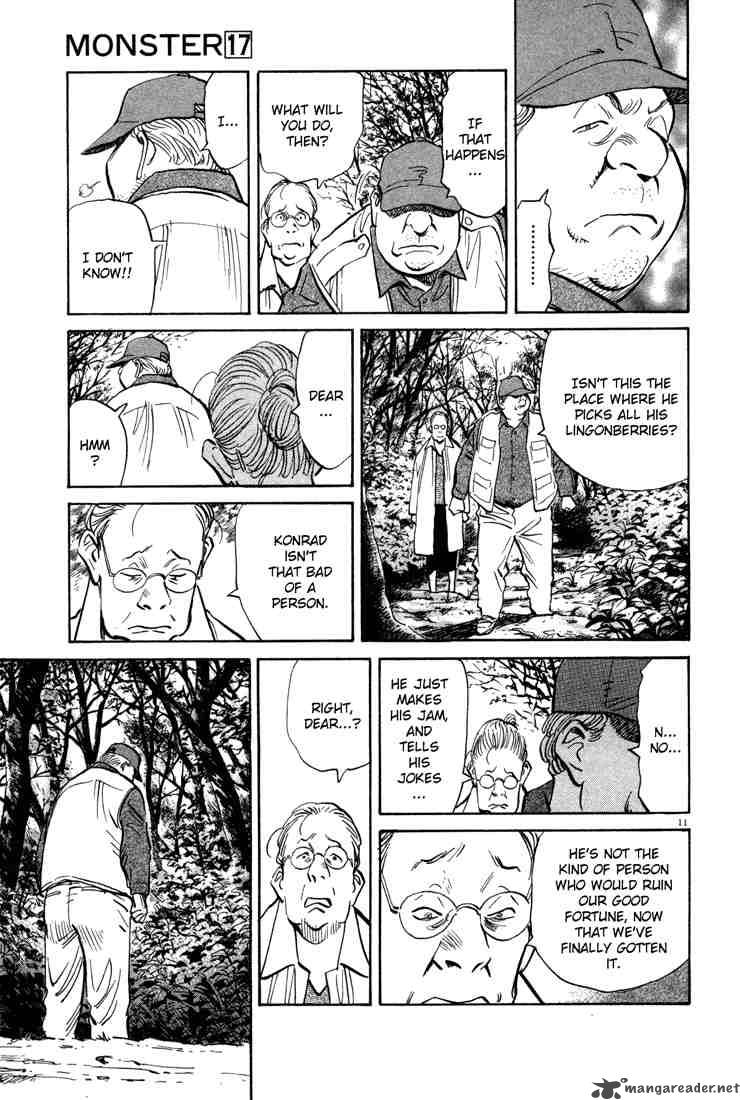 MONSTER 17
........
IF
THAT
HAPPENS
...
WHAT WILL
YOU DO,
THEN?
I...
I DON'T
KNOW!!
ISN'T THIS THE
PLACE WHERE HE
PICKS ALL HIS
LINGONBERRIES?
DEAR
...
HMM
?
KONRAD
ISN'T
THAT BAD
OF A
PERSON.
N...
NO...
HE JUST
MAKES
HIS JAM,
AND
TELLS
HIS
JOKES
...
11
HE'S NOT THE
KIND OF PERSON
WHO WOULD RUIN
OUR GOOD
FORTUNE, NOW
THAT WE'VE
FINALLY GOTTEN
IT.
RIGHT,
DEAR...?
mangareader.net